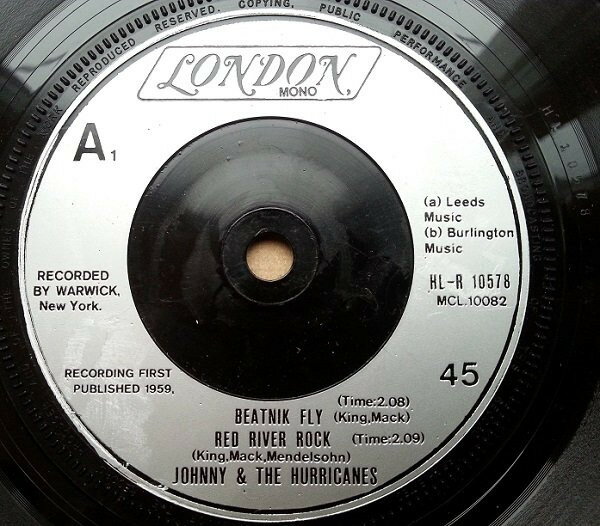 REPRODUCED RESERVED. COPYING, PUBLIC PERFORMANCE
LONDON
MONO
A1
(a) Leeds
Music
(b) Burlington
Music
RECORDED
BY WARWICK,
New York.
HL-R 10578
MCL.10082
RECORDING FIRST
PUBLISHED 1959,
45
BEATNIK FLY (Time:2.08)
(King,Mack)
RED RIVER ROCK (Time:2.09)
(King,Mack,Mendelsohn)
JOHNNY & THE HURRICANES